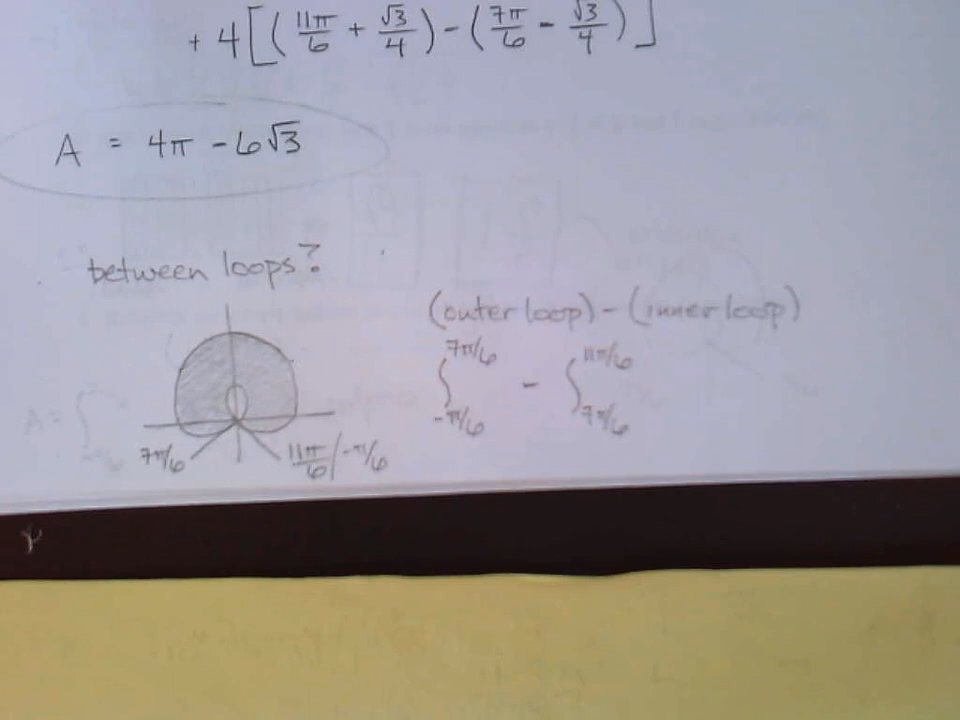 + 4[(11π/6 + √3/4) - (7π/6 - √3/4)]
A = 4π - 6√3
between loops?
(outer loop) - (inner loop)
∫_{-π/6}^{7π/6} - ∫_{7π/6}^{11π/6}
7π/6
11π/6 / -π/6